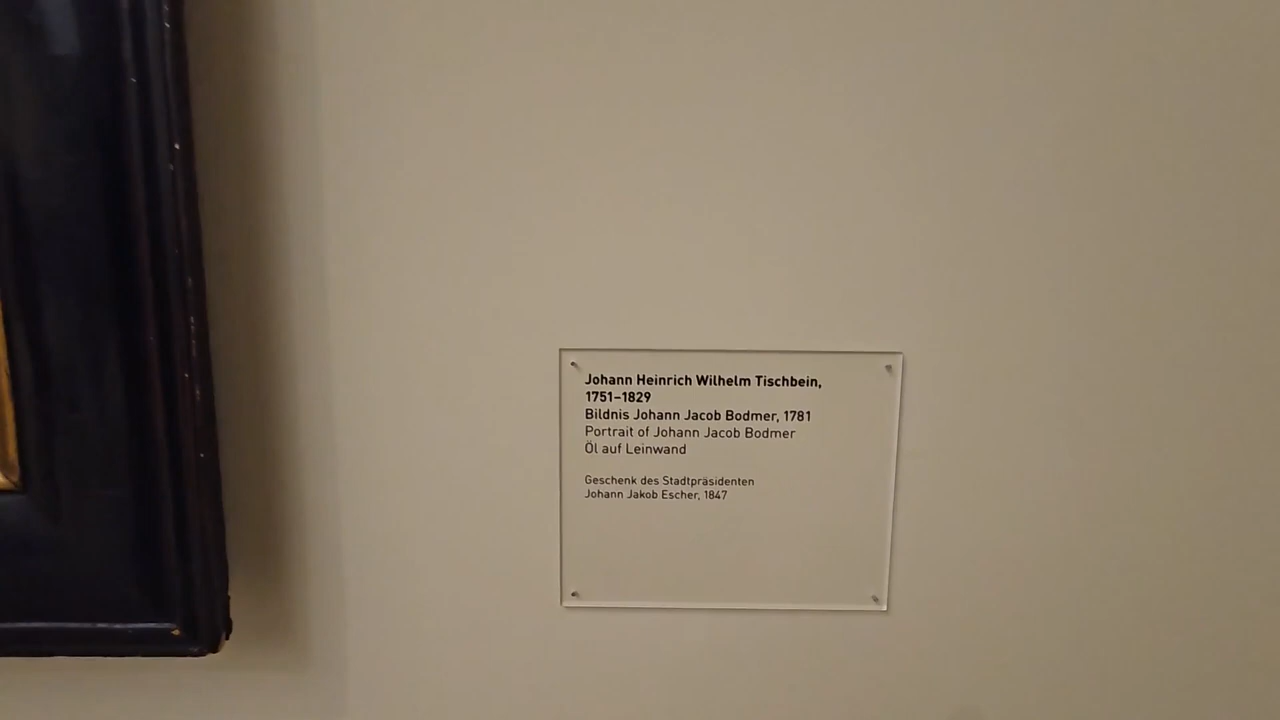 Johann Heinrich Wilhelm Tischbein,
1751–1829
Bildnis Johann Jacob Bodmer, 1781
Portrait of Johann Jacob Bodmer
Öl auf Leinwand
Geschenk des Stadtpräsidenten
Johann Jakob Escher, 1847